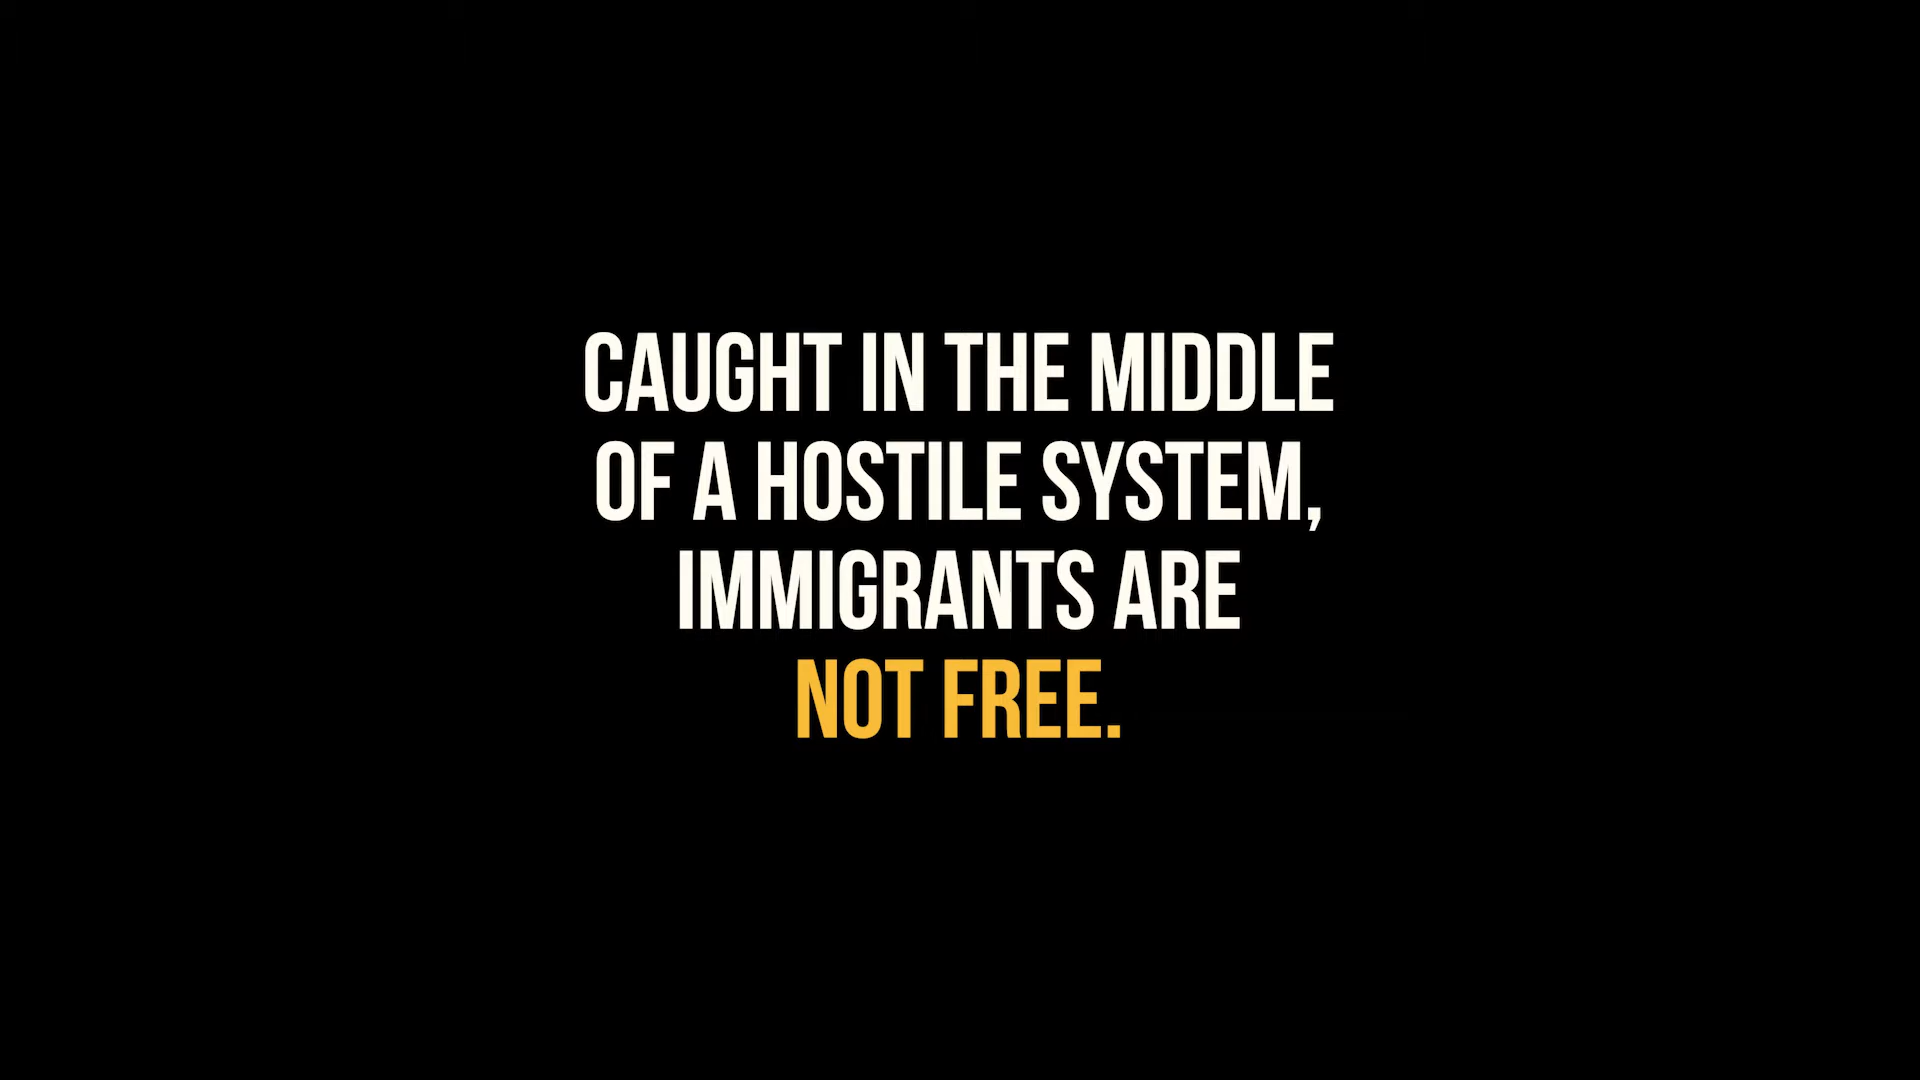 CAUGHT IN THE MIDDLE
OF A HOSTILE SYSTEM,
IMMIGRANTS ARE
NOT FREE.